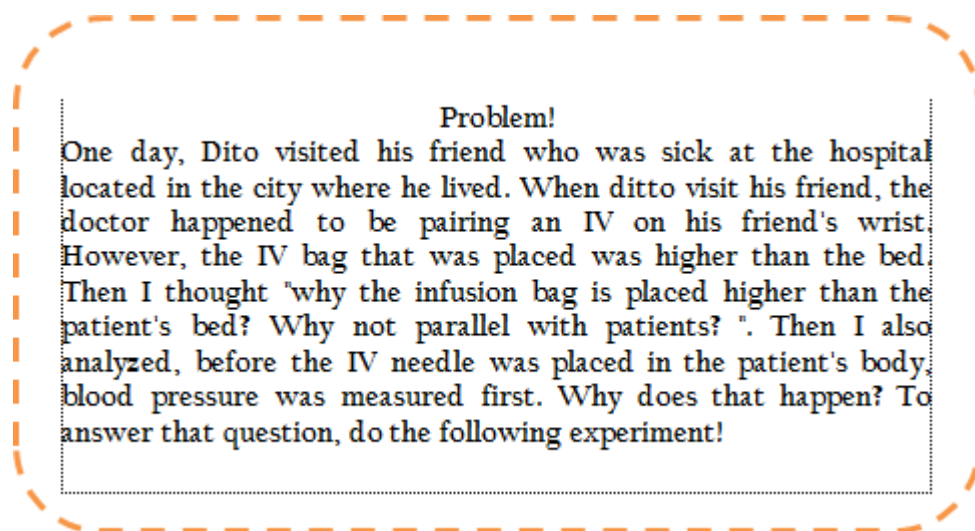 Problem!
One day, Dito visited his friend who was sick at the hospital
located in the city where he lived. When ditto visit his friend, the
doctor happened to be pairing an IV on his friend's wrist.
However, the IV bag that was placed was higher than the bed.
Then I thought "why the infusion bag is placed higher than the
patient's bed? Why not parallel with patients? ". Then I also
analyzed, before the IV needle was placed in the patient's body,
blood pressure was measured first. Why does that happen? To
answer that question, do the following experiment!